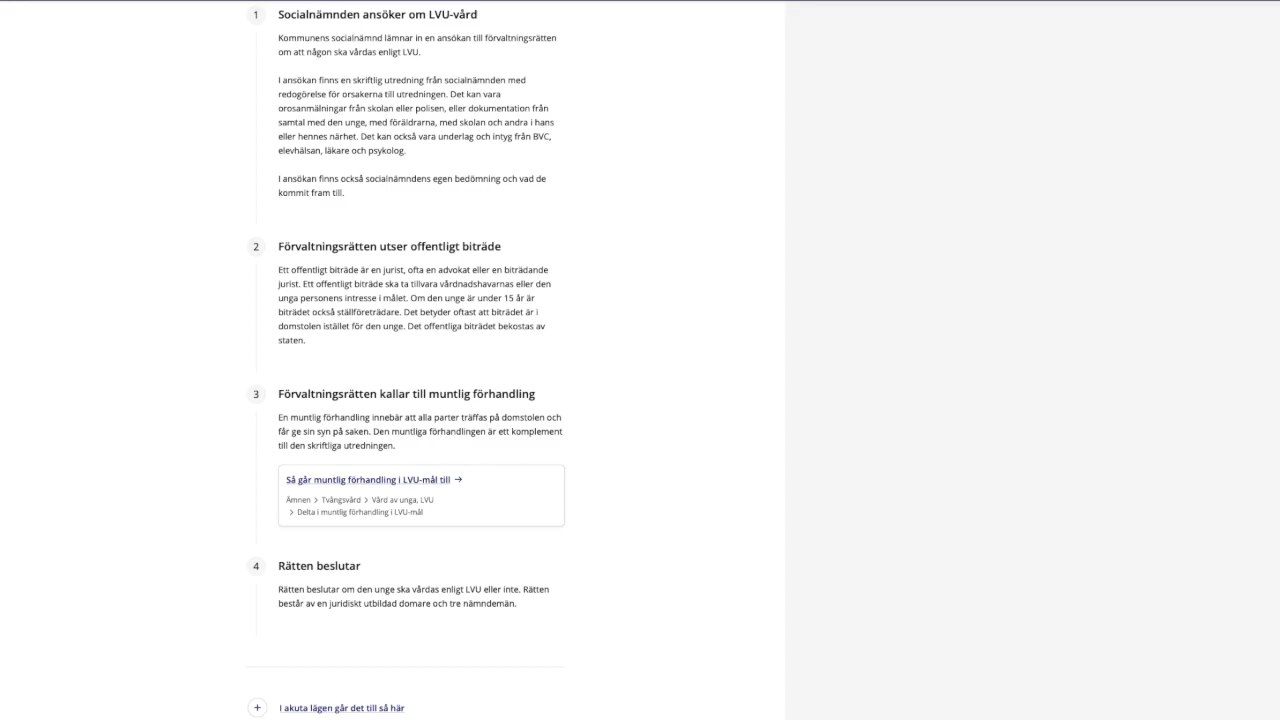 1 Socialnämnden ansöker om LVU-vård
Kommunens socialnämnd lämnar in en ansökan till förvaltningsrätten
om att någon ska vårdas enligt LVU.
I ansökan finns en skriftlig utredning från socialnämnden med
redogörelse för orsakerna till utredningen. Det kan vara
orosanmälningar från skolan eller polisen, eller dokumentation från
samtal med den unge, med föräldrarna, med skolan och andra i hans
eller hennes närhet. Det kan också vara underlag och intyg från BVC,
elevhälsan, läkare och psykolog.
I ansökan finns också socialnämndens egen bedömning och vad de
kommit fram till.
2 Förvaltningsrätten utser offentligt biträde
Ett offentligt biträde är en jurist, ofta en advokat eller en biträdande
jurist. Ett offentligt biträde ska ta tillvara vårdnadshavarnas eller den
unga personens intresse i målet. Om den unge är under 15 år är
biträdet också ställföreträdare. Det betyder oftast att biträdet är i
domstolen istället för den unge. Det offentliga biträdet bekostas av
staten.
3 Förvaltningsrätten kallar till muntlig förhandling
En muntlig förhandling innebär att alla parter träffas på domstolen och
får ge sin syn på saken. Den muntliga förhandlingen är ett komplement
till den skriftliga utredningen.
Så går muntlig förhandling i LVU-mål till →
Ämnen > Tvångsvård > Vård av unga, LVU
> Delta i muntlig förhandling i LVU-mål
4 Rätten beslutar
Rätten beslutar om den unge ska vårdas enligt LVU eller inte. Rätten
består av en juridiskt utbildad domare och tre nämndemän.
+ I akuta lägen går det till så här